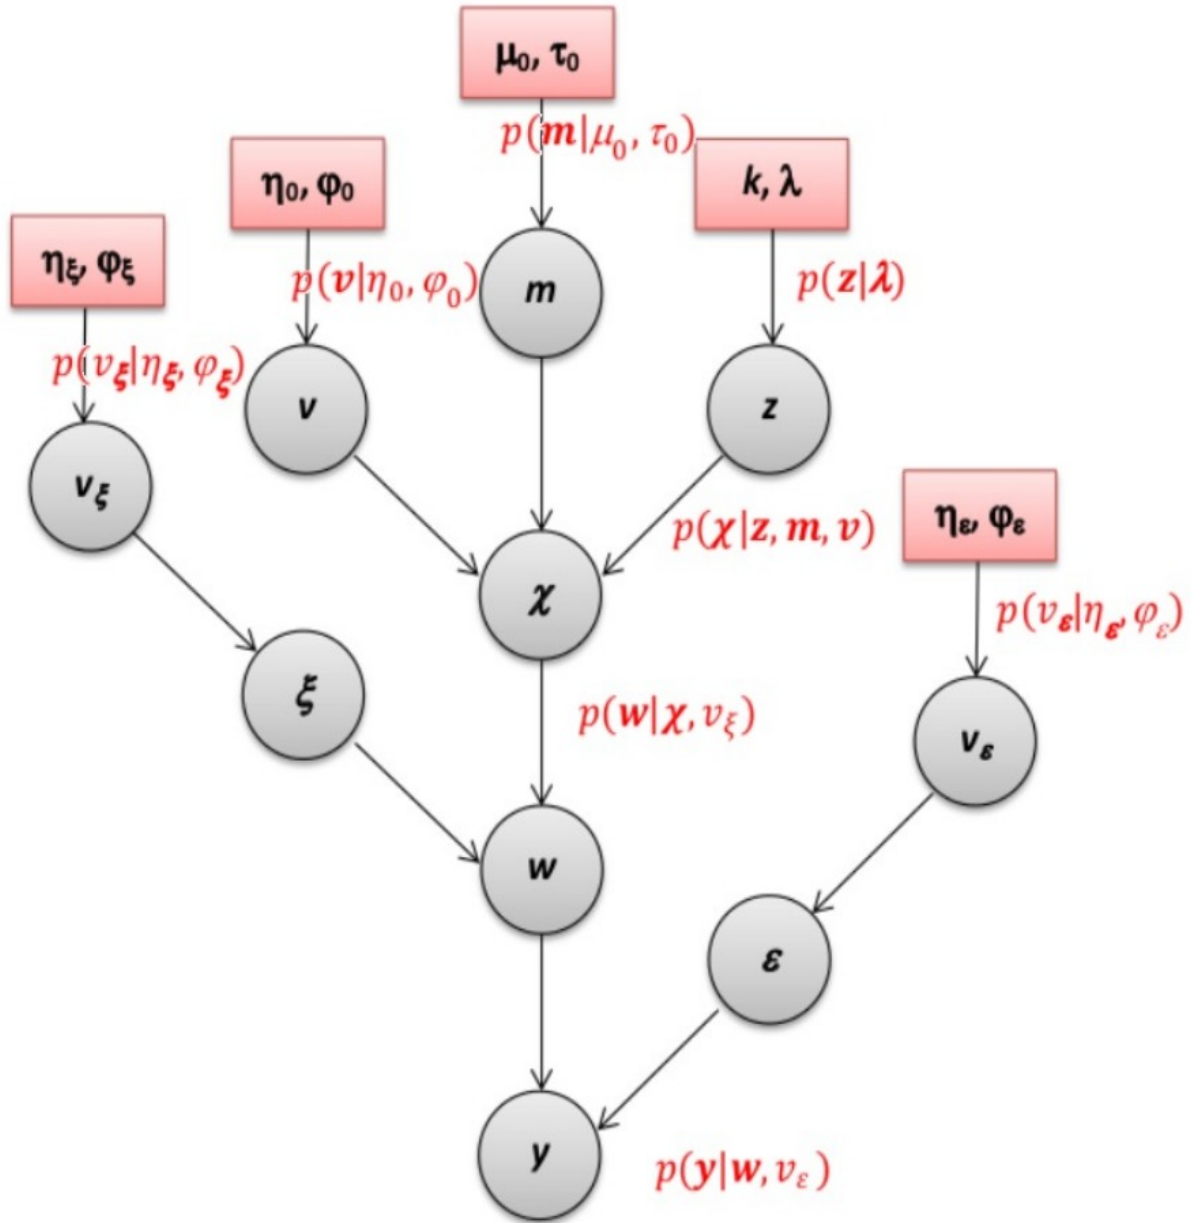 μ₀, τ₀
p(m|μ₀, τ₀)
η₀, φ₀
k, λ
ηξ, φξ
p(v|η₀, φ₀)
m
p(z|λ)
p(vξ|ηξ, φξ)
v
z
vξ
ηε, φε
p(χ|z, m, v)
χ
p(vε|ηε, φε)
ξ
p(w|χ, vξ)
vε
w
ε
y
p(y|w, vε)